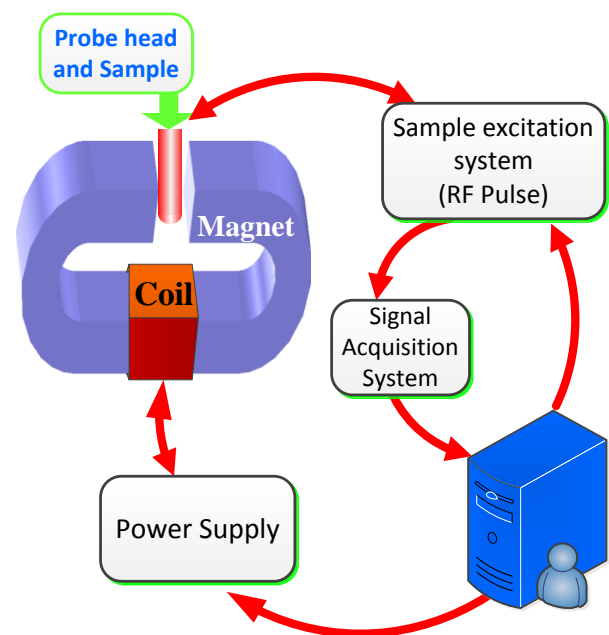 Probe head
and Sample
Sample excitation
system
(RF Pulse)
Magnet
Coil
Signal
Acquisition
System
Power Supply